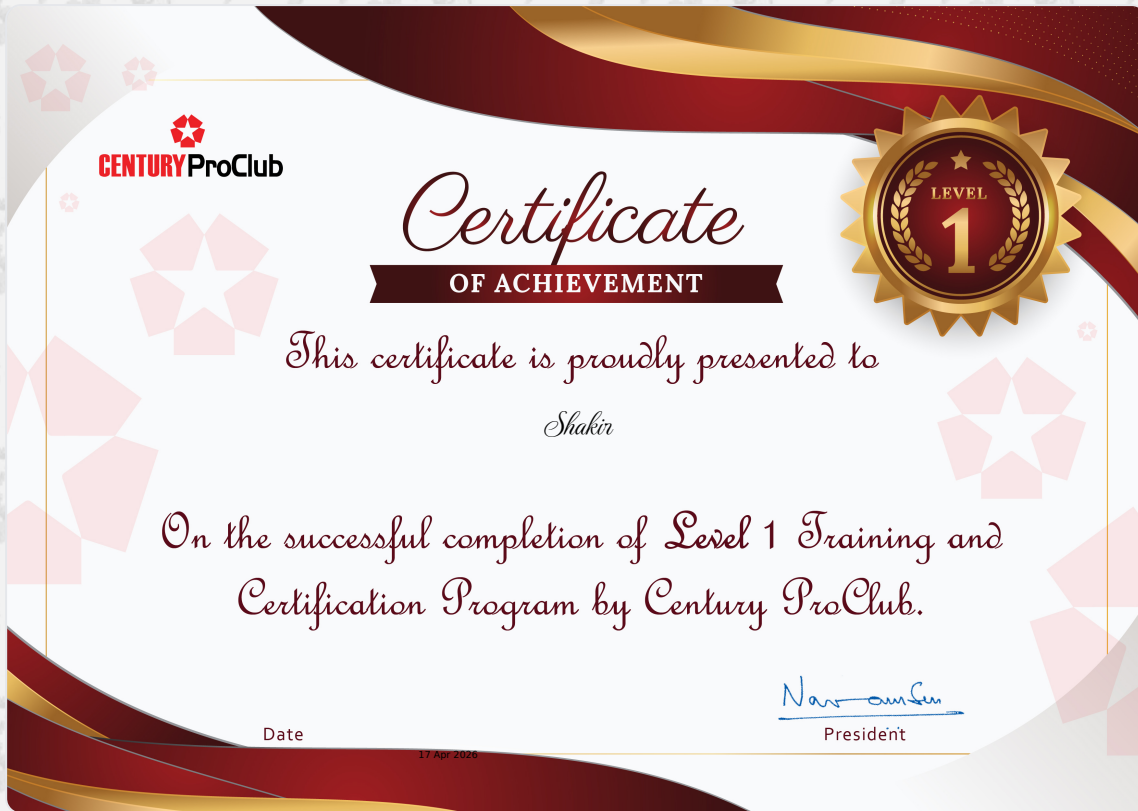 CENTURY ProClub
LEVEL
1
Certificate
OF ACHIEVEMENT
This certificate is proudly presented to
Shakir
On the successful completion of Level 1 Training and
Certification Program by Century ProClub.
Date
President
17 Apr 2026